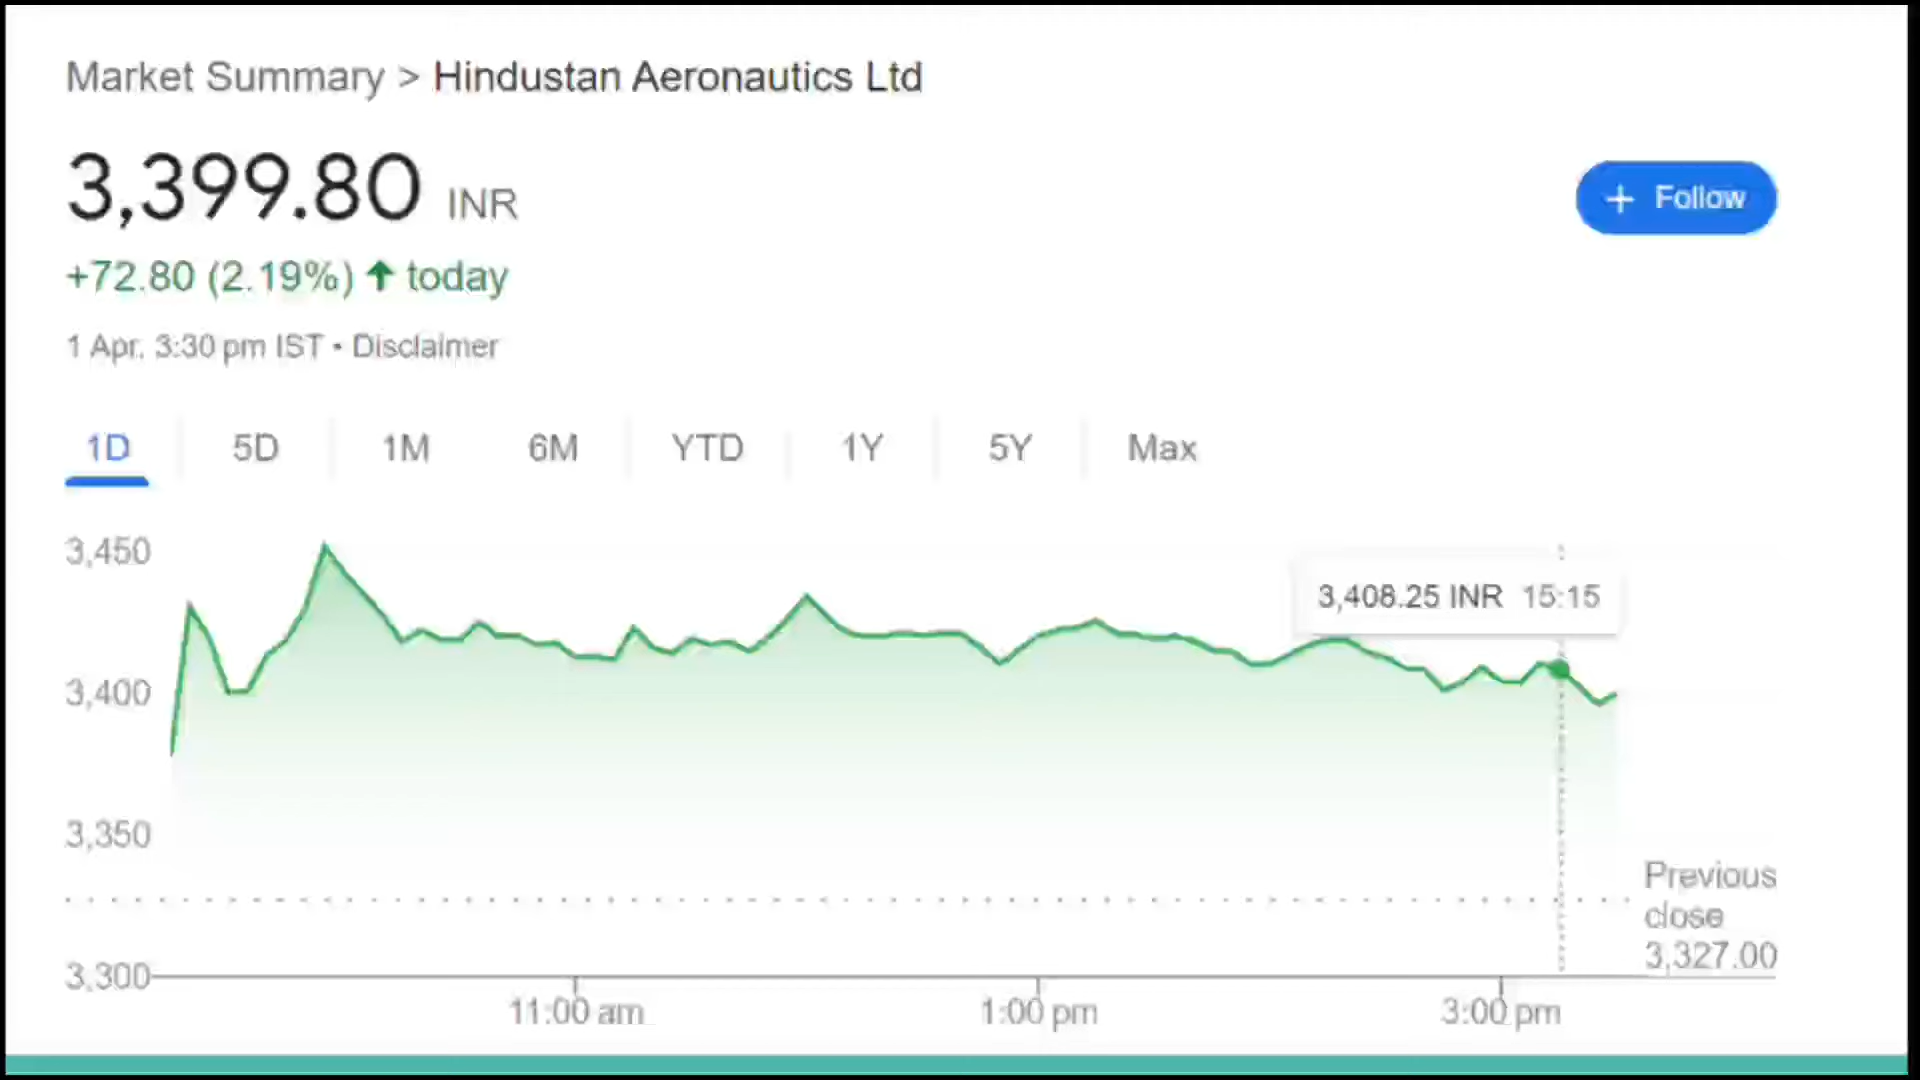 Market Summary > Hindustan Aeronautics Ltd
3,399.80 INR
+ Follow
+72.80 (2.19%) ↑ today
1 Apr, 3:30 pm IST • Disclaimer
1D 5D 1M 6M YTD 1Y 5Y Max
3,450
3,408.25 INR 15:15
3,400
3,350
Previous
close
3,327.00
3,300
11:00 am 1:00 pm 3:00 pm